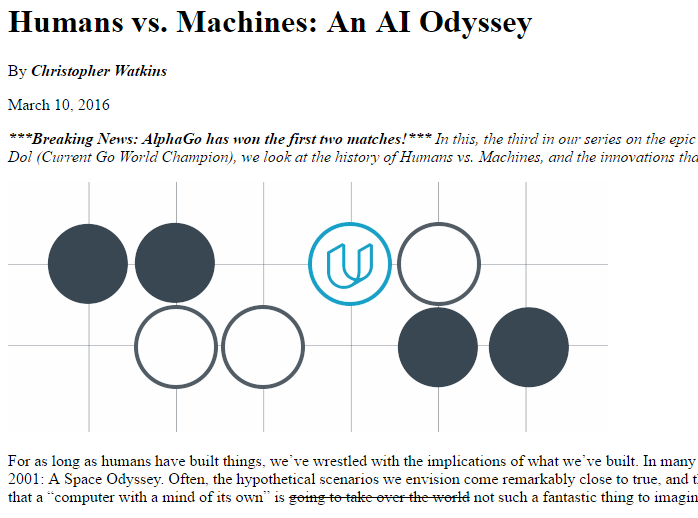 Humans vs. Machines: An AI Odyssey
By Christopher Watkins
March 10, 2016
***Breaking News: AlphaGo has won the first two matches!*** In this, the third in our series on the epic
Dol (Current Go World Champion), we look at the history of Humans vs. Machines, and the innovations
For as long as humans have built things, we’ve wrestled with the implications of what we’ve built. In many
2001: A Space Odyssey. Often, the hypothetical scenarios we envision come remarkably close to true, and
that a “computer with a mind of its own” is going to take over the world not such a fantastic thing to